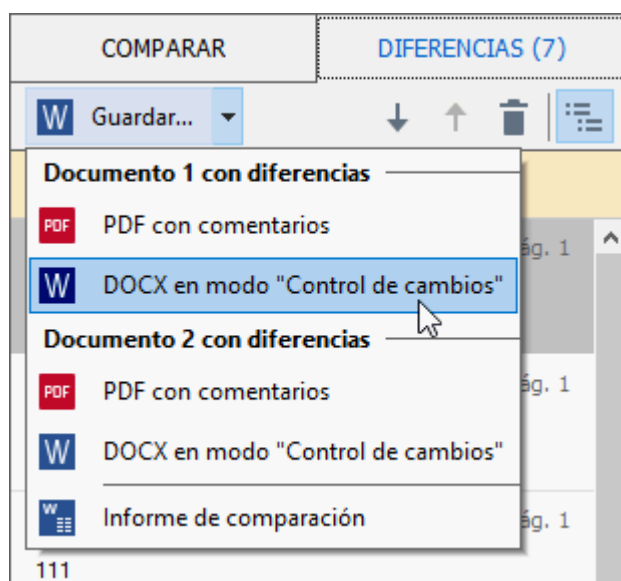 COMPARAR DIFERENCIAS (7)
W Guardar...
Documento 1 con diferencias
PDF PDF con comentarios
ág. 1
W DOCX en modo "Control de cambios"
Documento 2 con diferencias
PDF PDF con comentarios
ág. 1
W DOCX en modo "Control de cambios"
W Informe de comparación
ág. 1
111